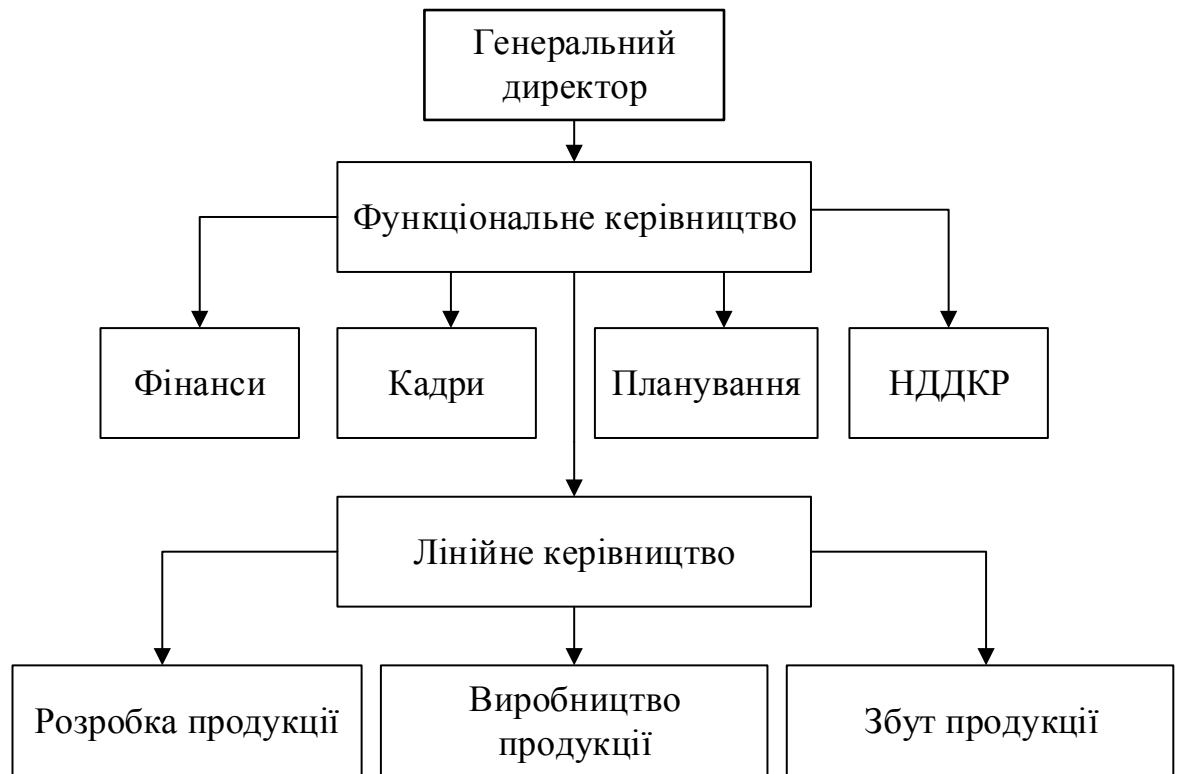 Генеральний
директор
Функціональне керівництво
Фінанси
Кадри
Планування
НДДКР
Лінійне керівництво
Розробка продукції
Виробництво
продукції
Збут продукції